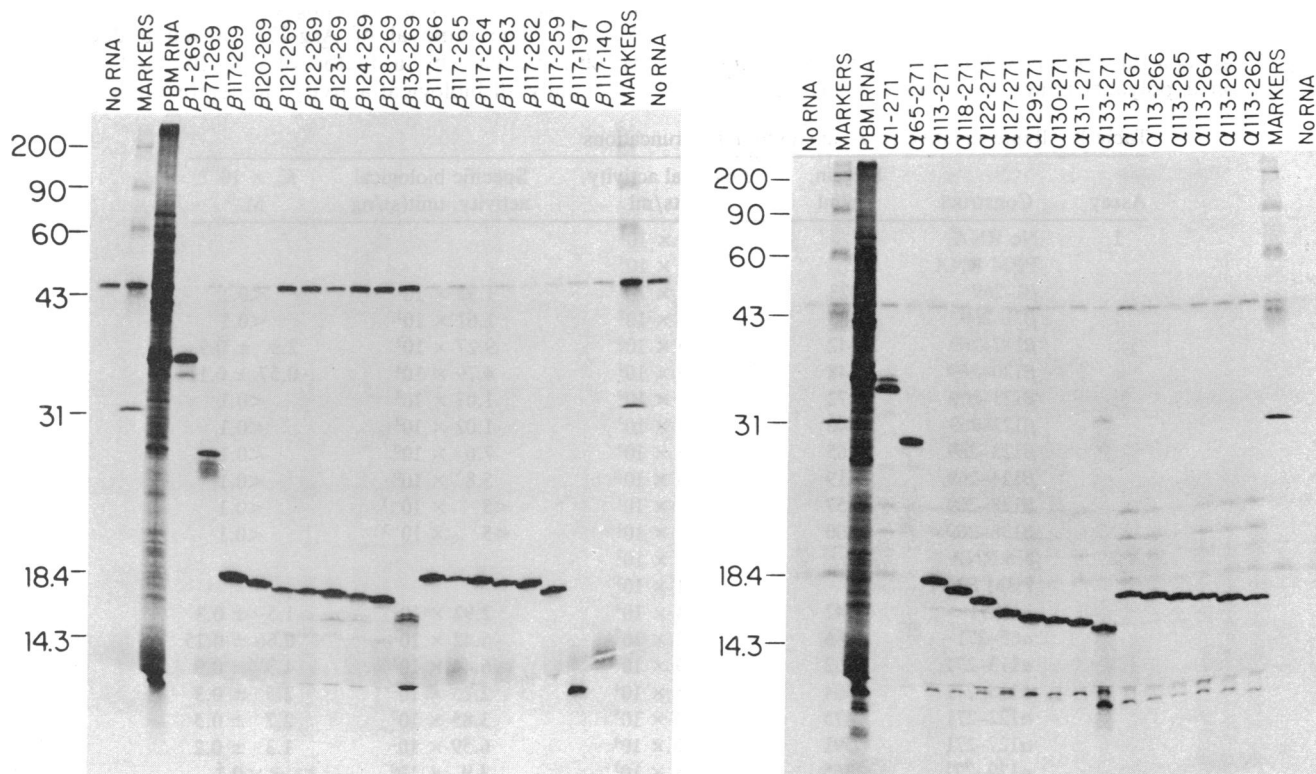 No RNA
MARKERS
PBM RNA
β1-269
β71-269
β117-269
β120-269
β121-269
β122-269
β123-269
β124-269
β128-269
β136-269
β117-266
β117-265
β117-264
β117-263
β117-262
β117-259
β117-197
β117-140
MARKERS
No RNA
200
90
60
43
31
18.4
14.3
No RNA
MARKERS
PBM RNA
α1-271
α65-271
α113-271
α118-271
α122-271
α127-271
α129-271
α130-271
α131-271
α133-271
α113-267
α113-266
α113-265
α113-264
α113-263
α113-262
MARKERS
No RNA
200
90
60
43
31
18.4
14.3